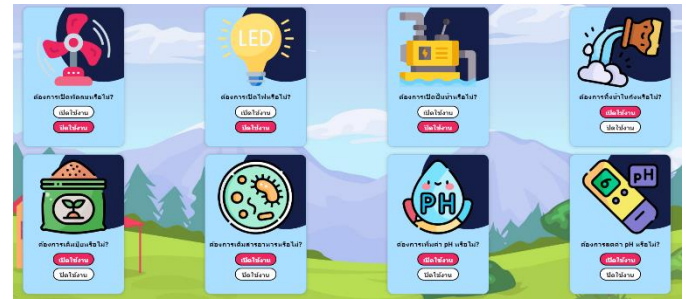 LED
ต้องการเปิดพัดลมหรือไม่?
เปิดใช้งาน
ปิดใช้งาน
ต้องการเปิดไฟหรือไม่?
เปิดใช้งาน
ปิดใช้งาน
ต้องการเปิดปั๊มน้ำหรือไม่?
เปิดใช้งาน
ปิดใช้งาน
ต้องการทิ้งน้ำในถังหรือไม่?
เปิดใช้งาน
ปิดใช้งาน
ต้องการเติมปุ๋ยหรือไม่?
เปิดใช้งาน
ปิดใช้งาน
ต้องการเติมสารอาหารหรือไม่?
เปิดใช้งาน
ปิดใช้งาน
PH
ต้องการเพิ่มค่า pH หรือไม่?
เปิดใช้งาน
ปิดใช้งาน
6
pH
ต้องการลดค่า pH หรือไม่?
เปิดใช้งาน
ปิดใช้งาน